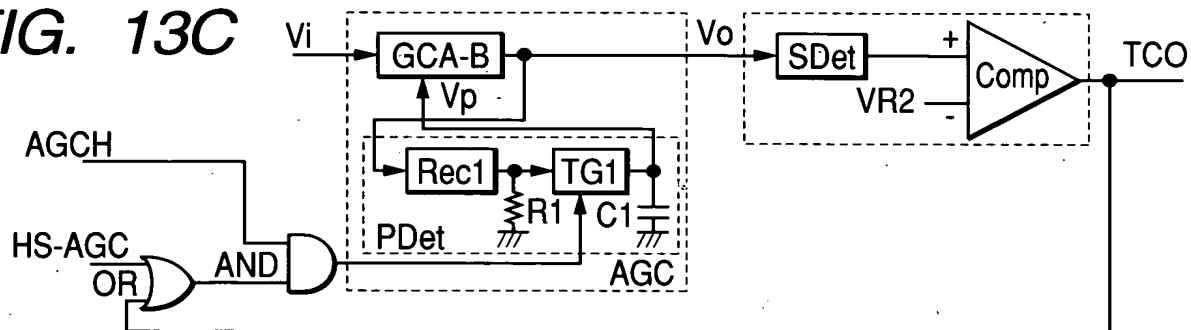 FIG. 13C
Vi
GCA-B
Vo
SDet
+
Comp
TCO
Vp
VR2
-
AGCH
Rec1
TG1
R1
C1
PDet
HS-AGC
OR
AND
AGC